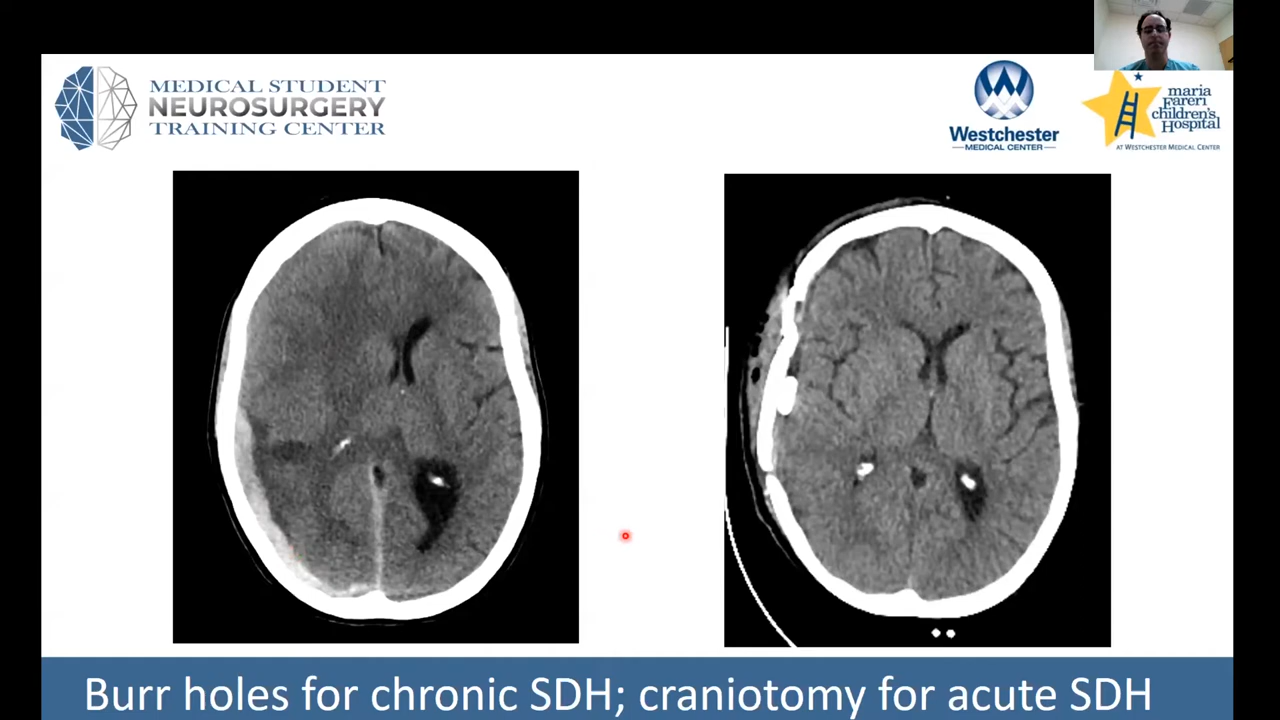 MEDICAL STUDENT
NEUROSURGERY
TRAINING CENTER
Westchester
MEDICAL CENTER
maria
Fareri
children's
Hospital
AT WESTCHESTER MEDICAL CENTER
Burr holes for chronic SDH; craniotomy for acute SDH